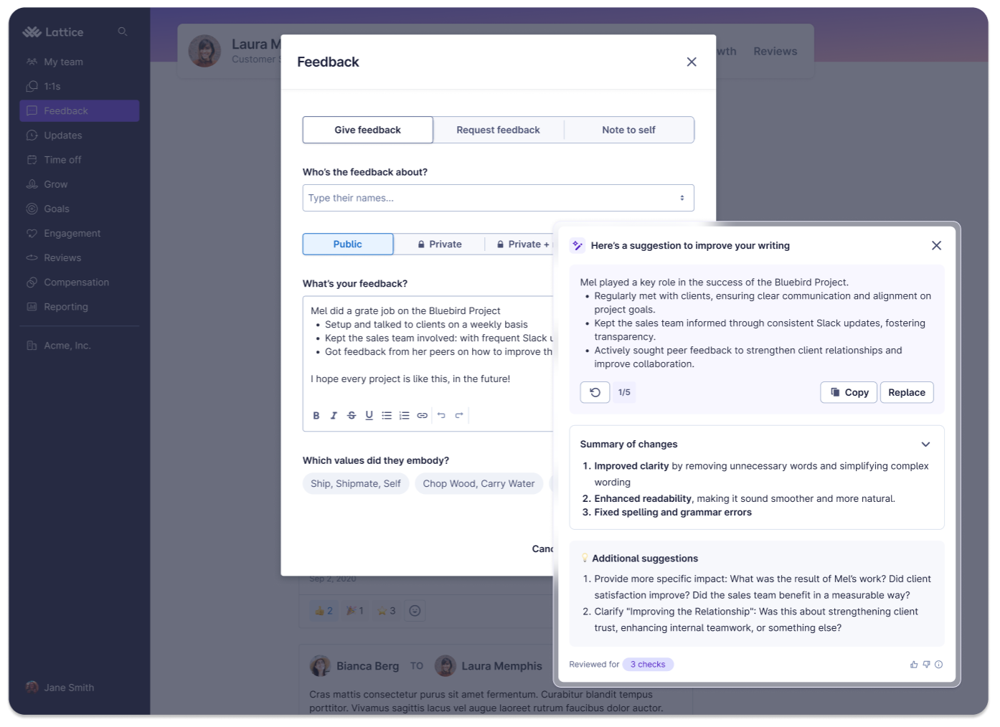 Lattice
My team
1:1s
Feedback
Updates
Time off
Grow
Goals
Engagement
Reviews
Compensation
Reporting
Acme, Inc.
Jane Smith
Laura M
Customer
wth Reviews
Feedback
Give feedback Request feedback Note to self
Who's the feedback about?
Type their names...
Public Private Private +
What's your feedback?
Mel did a grate job on the Bluebird Project
• Setup and talked to clients on a weekly basis
• Kept the sales team involved: with frequent Slack u
• Got feedback from her peers on how to improve th
I hope every project is like this, in the future!
B I S U
Which values did they embody?
Ship, Shipmate, Self Chop Wood, Carry Water
Canc
Sep 2, 2020
2 1 3
Bianca Berg TO Laura Memphis
Cras mattis consectetur purus sit amet fermentum. Curabitur blandit tempus
porttitor. Vivamus sagittis lacus vel augue laoreet rutrum faucibus dolor auctor.
Here's a suggestion to improve your writing
Mel played a key role in the success of the Bluebird Project.
• Regularly met with clients, ensuring clear communication and alignment on
project goals.
• Kept the sales team informed through consistent Slack updates, fostering
transparency.
• Actively sought peer feedback to strengthen client relationships and
improve collaboration.
1/5 Copy Replace
Summary of changes
1. Improved clarity by removing unnecessary words and simplifying complex
wording
2. Enhanced readability, making it sound smoother and more natural.
3. Fixed spelling and grammar errors
Additional suggestions
1. Provide more specific impact: What was the result of Mel's work? Did client
satisfaction improve? Did the sales team benefit in a measurable way?
2. Clarify "Improving the Relationship": Was this about strengthening client
trust, enhancing internal teamwork, or something else?
Reviewed for 3 checks